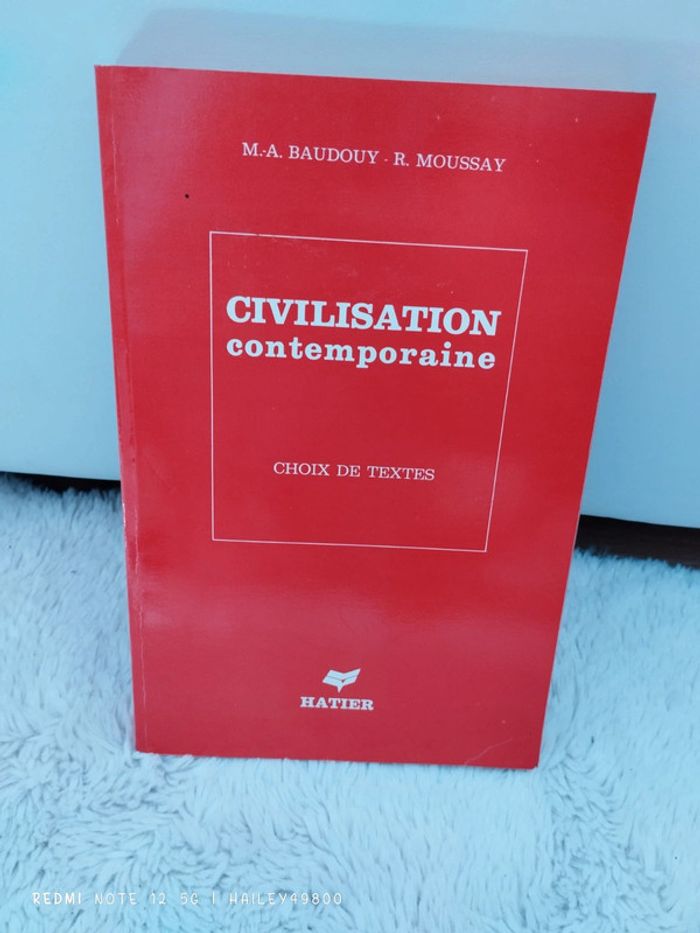 M.-A. BAUDOUY · R. MOUSSAY
CIVILISATION
contemporaine
CHOIX DE TEXTES
HATIER
REDMI NOTE 12 5G | HAILEY49800